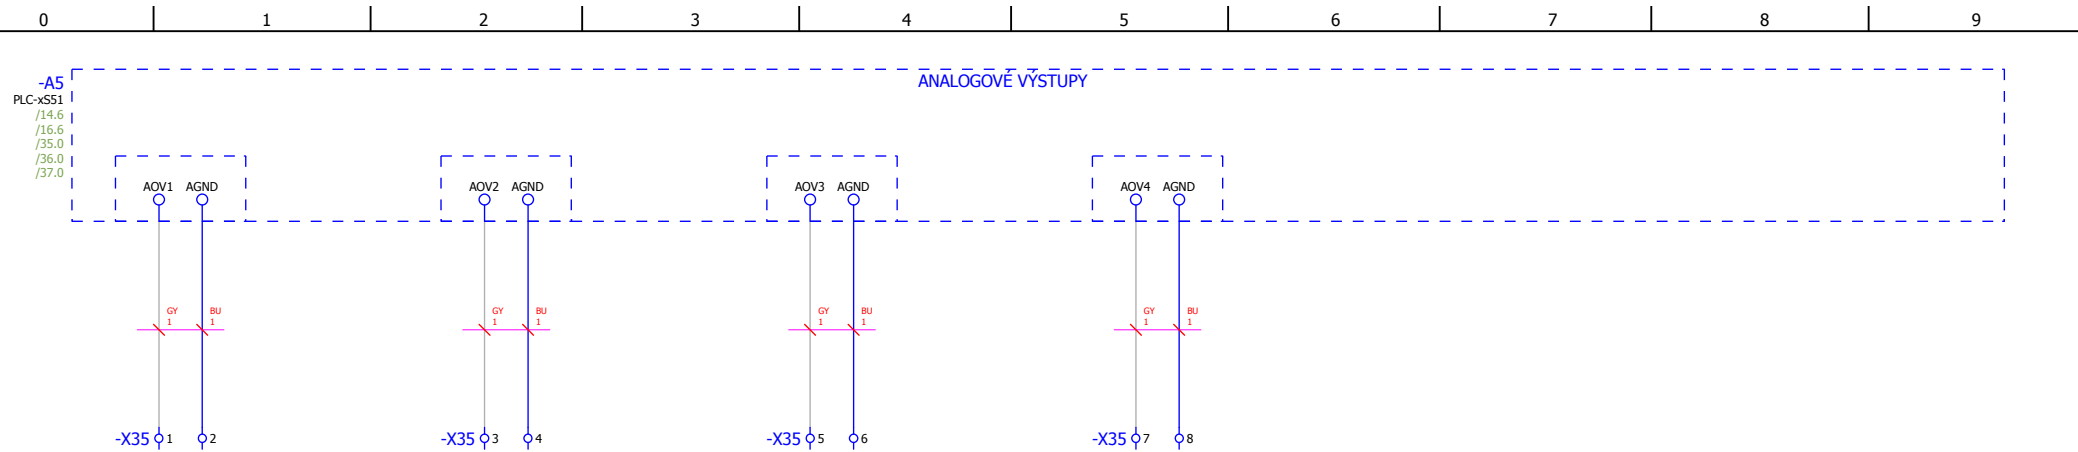 0 1 2 3 4 5 6 7 8 9
ANALOGOVÉ VÝSTUPY
-A5
PLC-xS51
/14.6
/16.6
/35.0
/36.0
/37.0
AOV1 AGND AOV2 AGND AOV3 AGND AOV4 AGND
GY BU GY BU GY BU GY BU
1 1 1 1 1 1 1 1
-X35 1 2 -X35 3 4 -X35 5 6 -X35 7 8